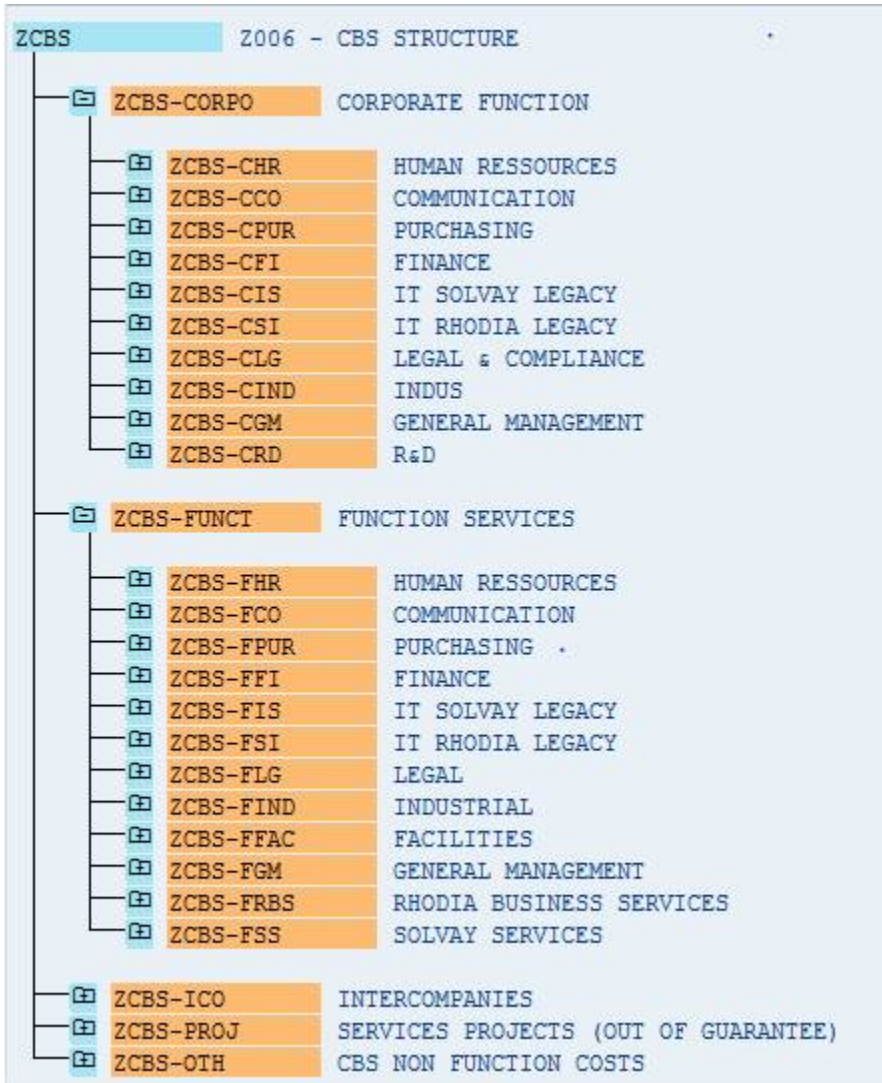 ZCBS Z006 - CBS STRUCTURE
ZCBS-CORPO CORPORATE FUNCTION
ZCBS-CHR HUMAN RESSOURCES
ZCBS-CCO COMMUNICATION
ZCBS-CPUR PURCHASING
ZCBS-CFI FINANCE
ZCBS-CIS IT SOLVAY LEGACY
ZCBS-CSI IT RHODIA LEGACY
ZCBS-CLG LEGAL & COMPLIANCE
ZCBS-CIND INDUS
ZCBS-CGM GENERAL MANAGEMENT
ZCBS-CRD R&D
ZCBS-FUNCT FUNCTION SERVICES
ZCBS-FHR HUMAN RESSOURCES
ZCBS-FCO COMMUNICATION
ZCBS-FPUR PURCHASING
ZCBS-FFI FINANCE
ZCBS-FIS IT SOLVAY LEGACY
ZCBS-FSI IT RHODIA LEGACY
ZCBS-FLG LEGAL
ZCBS-FIND INDUSTRIAL
ZCBS-FFAC FACILITIES
ZCBS-FGM GENERAL MANAGEMENT
ZCBS-FRBS RHODIA BUSINESS SERVICES
ZCBS-FSS SOLVAY SERVICES
ZCBS-ICO INTERCOMPANIES
ZCBS-PROJ SERVICES PROJECTS (OUT OF GUARANTEE)
ZCBS-OTH CBS NON FUNCTION COSTS